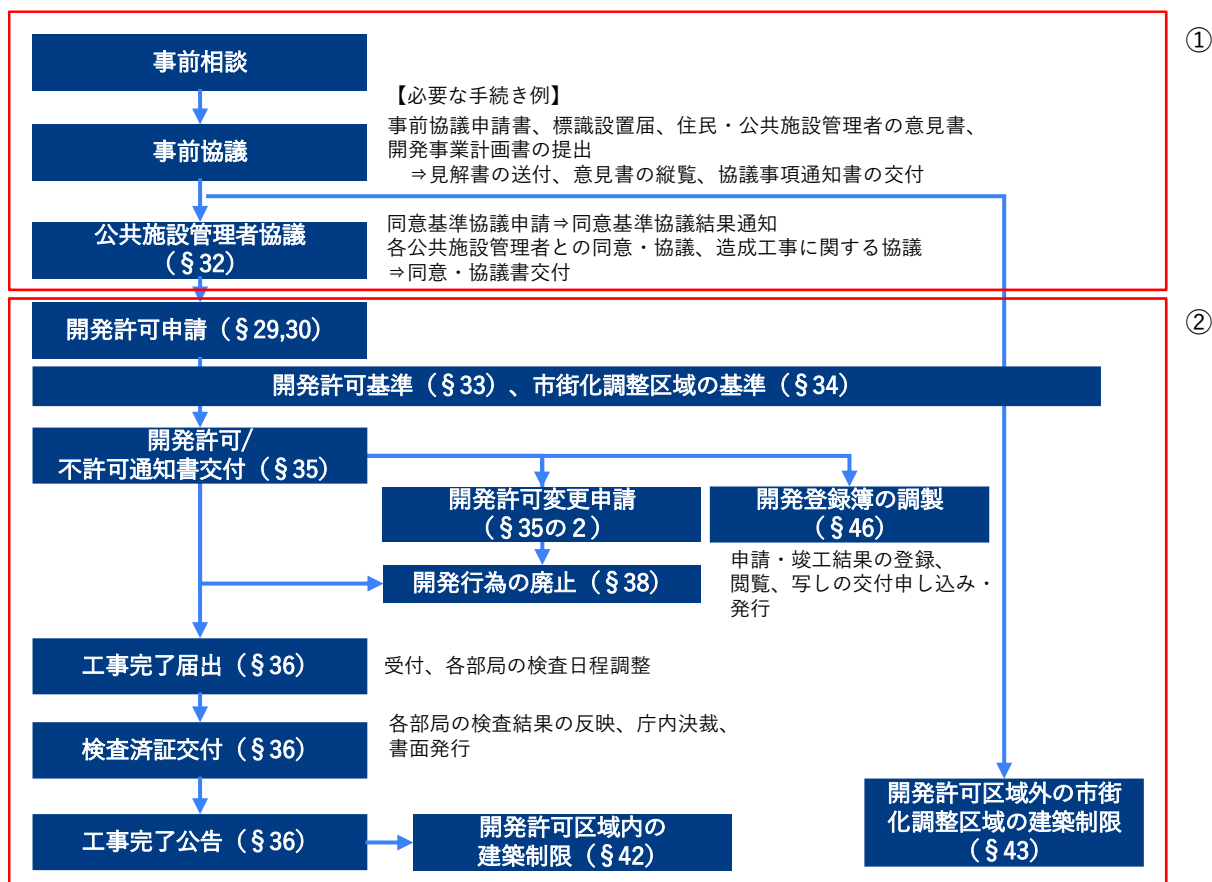 ①
事前相談
【必要な手続き例】
事前協議
事前協議申請書、標識設置届、住民・公共施設管理者の意見書、
開発事業計画書の提出
⇒見解書の送付、意見書の縦覧、協議事項通知書の交付
公共施設管理者協議
(§32)
同意基準協議申請⇒同意基準協議結果通知
各公共施設管理者との同意・協議、造成工事に関する協議
⇒同意・協議書交付
②
開発許可申請(§29,30)
開発許可基準(§33)、市街化調整区域の基準(§34)
開発許可/
不許可通知書交付(§35)
開発許可変更申請
(§35の2)
開発登録簿の調製
(§46)
申請・竣工結果の登録、
閲覧、写しの交付申し込み・
発行
開発行為の廃止(§38)
工事完了届出(§36)
受付、各部局の検査日程調整
検査済証交付(§36)
各部局の検査結果の反映、庁内決裁、
書面発行
工事完了公告(§36)
開発許可区域内の
建築制限(§42)
開発許可区域外の市街
化調整区域の建築制限
(§43)